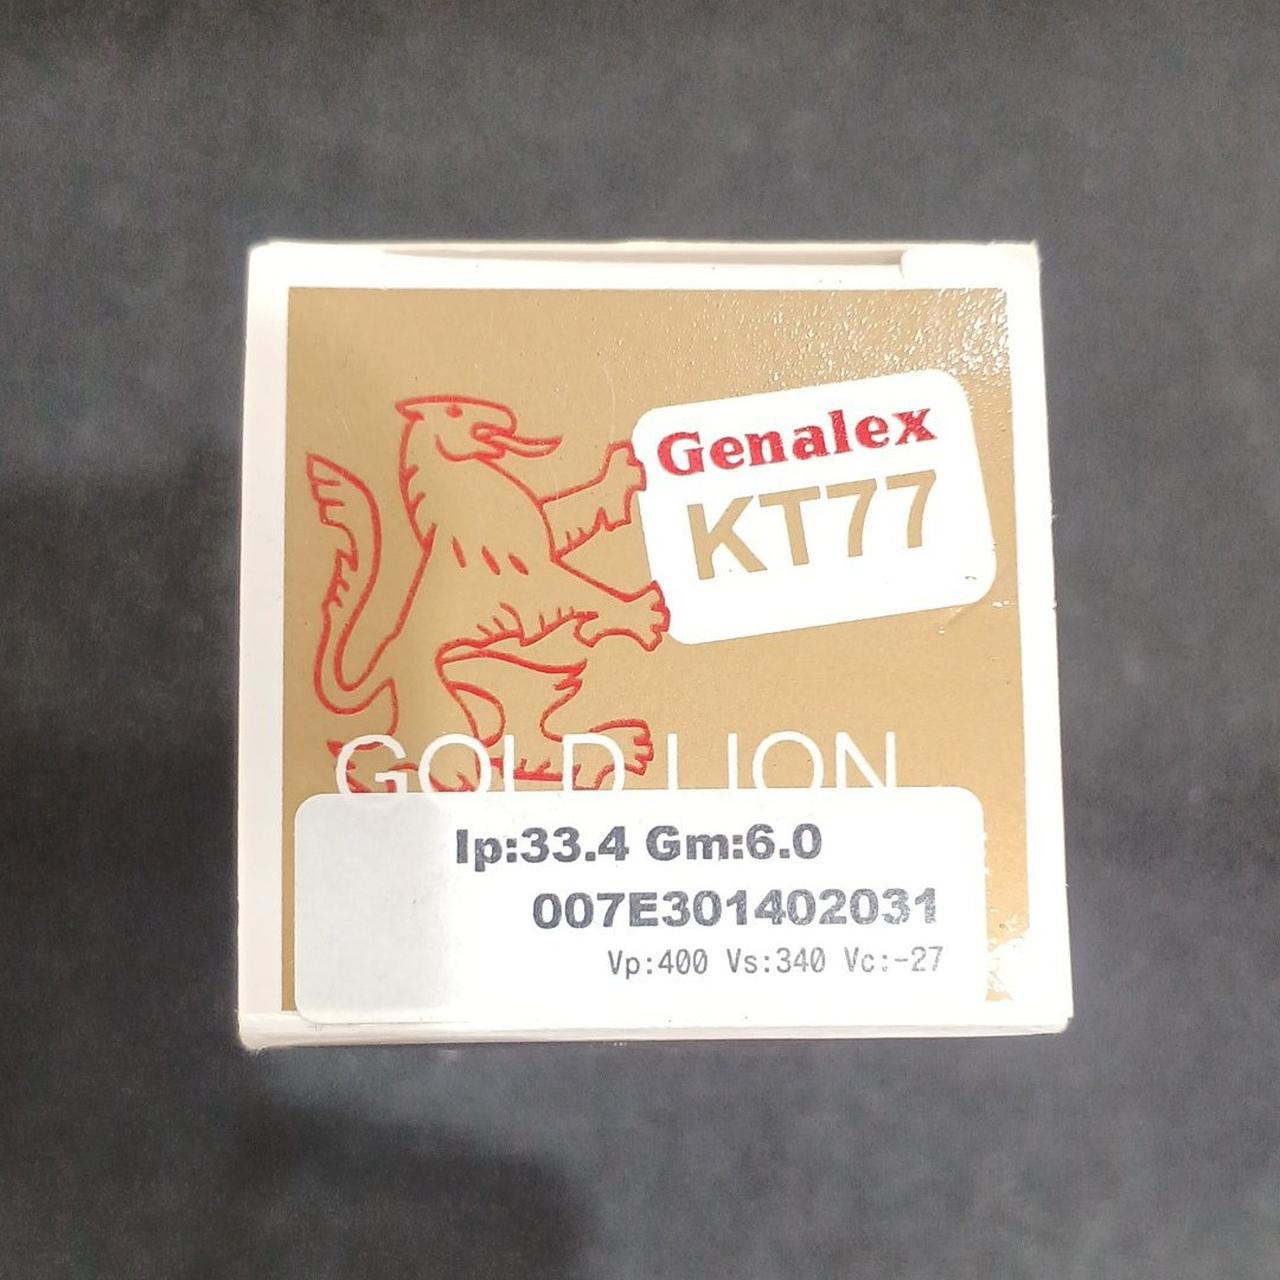 Genalex
KT77
GOLD LION
Ip:33.4 Gm:6.0
007E301402031
Vp:400 Vs:340 Vc:-27